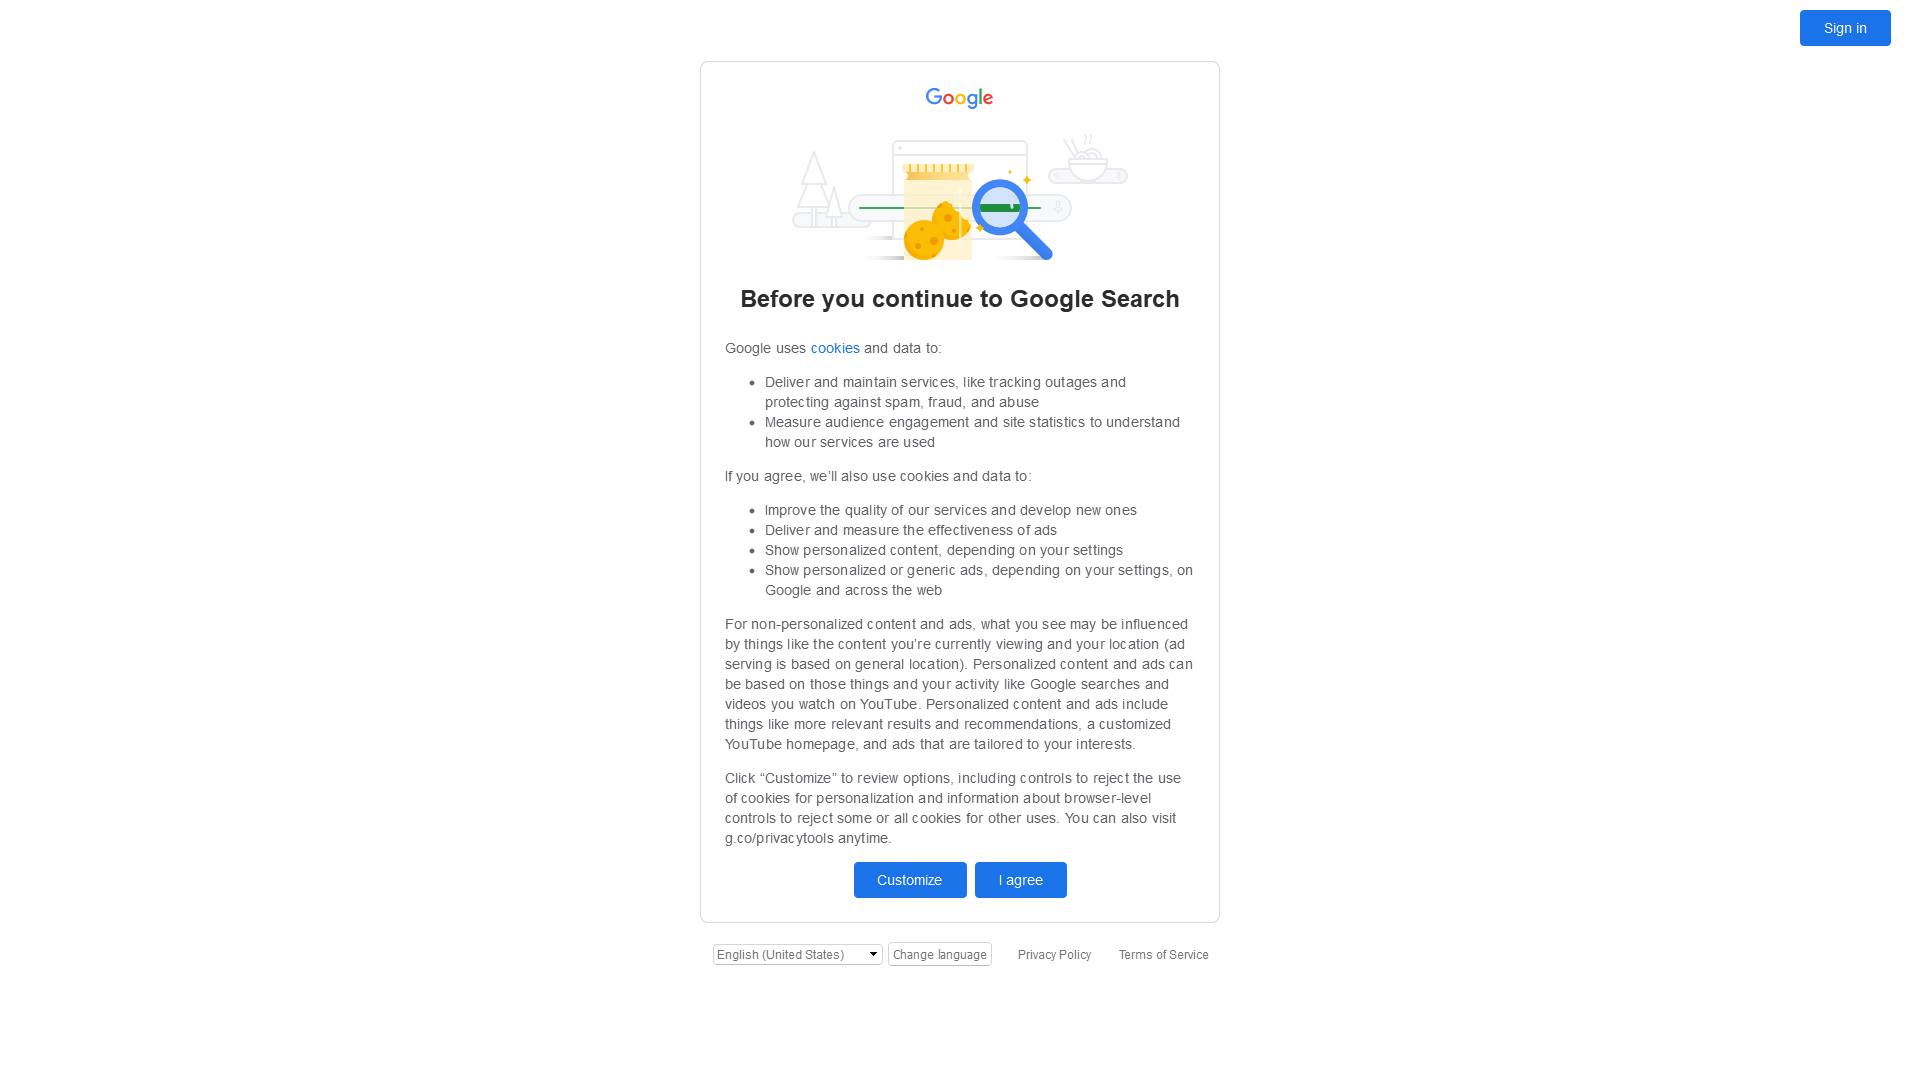 Sign in
Google
Before you continue to Google Search
Google uses cookies and data to:
• Deliver and maintain services, like tracking outages and
protecting against spam, fraud, and abuse
• Measure audience engagement and site statistics to understand
how our services are used
If you agree, we’ll also use cookies and data to:
• Improve the quality of our services and develop new ones
• Deliver and measure the effectiveness of ads
• Show personalized content, depending on your settings
• Show personalized or generic ads, depending on your settings, on
Google and across the web
For non-personalized content and ads, what you see may be influenced
by things like the content you’re currently viewing and your location (ad
serving is based on general location). Personalized content and ads can
be based on those things and your activity like Google searches and
videos you watch on YouTube. Personalized content and ads include
things like more relevant results and recommendations, a customized
YouTube homepage, and ads that are tailored to your interests.
Click “Customize” to review options, including controls to reject the use
of cookies for personalization and information about browser-level
controls to reject some or all cookies for other uses. You can also visit
g.co/privacytools anytime.
Customize I agree
English (United States) Change language Privacy Policy Terms of Service